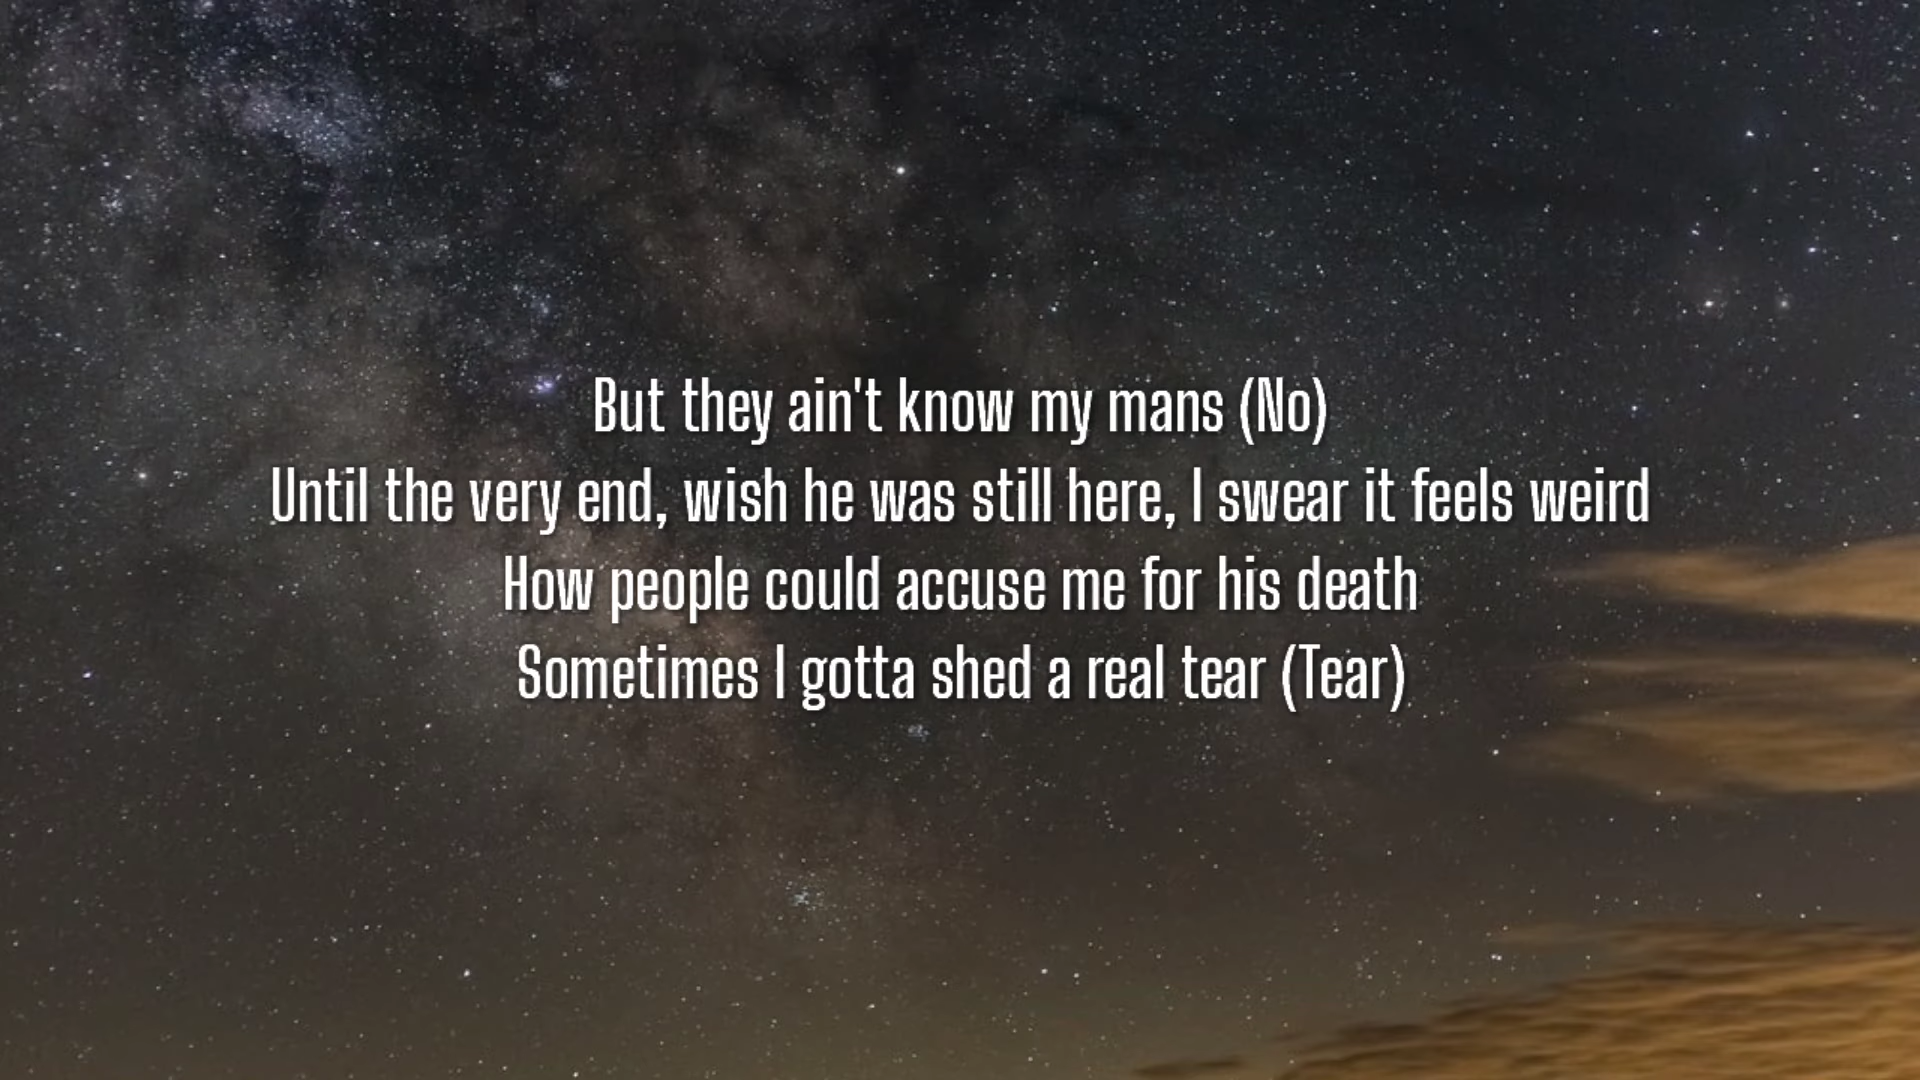 But they ain't know my mans (No)
Until the very end, wish he was still here, I swear it feels weird
How people could accuse me for his death
Sometimes I gotta shed a real tear (Tear)